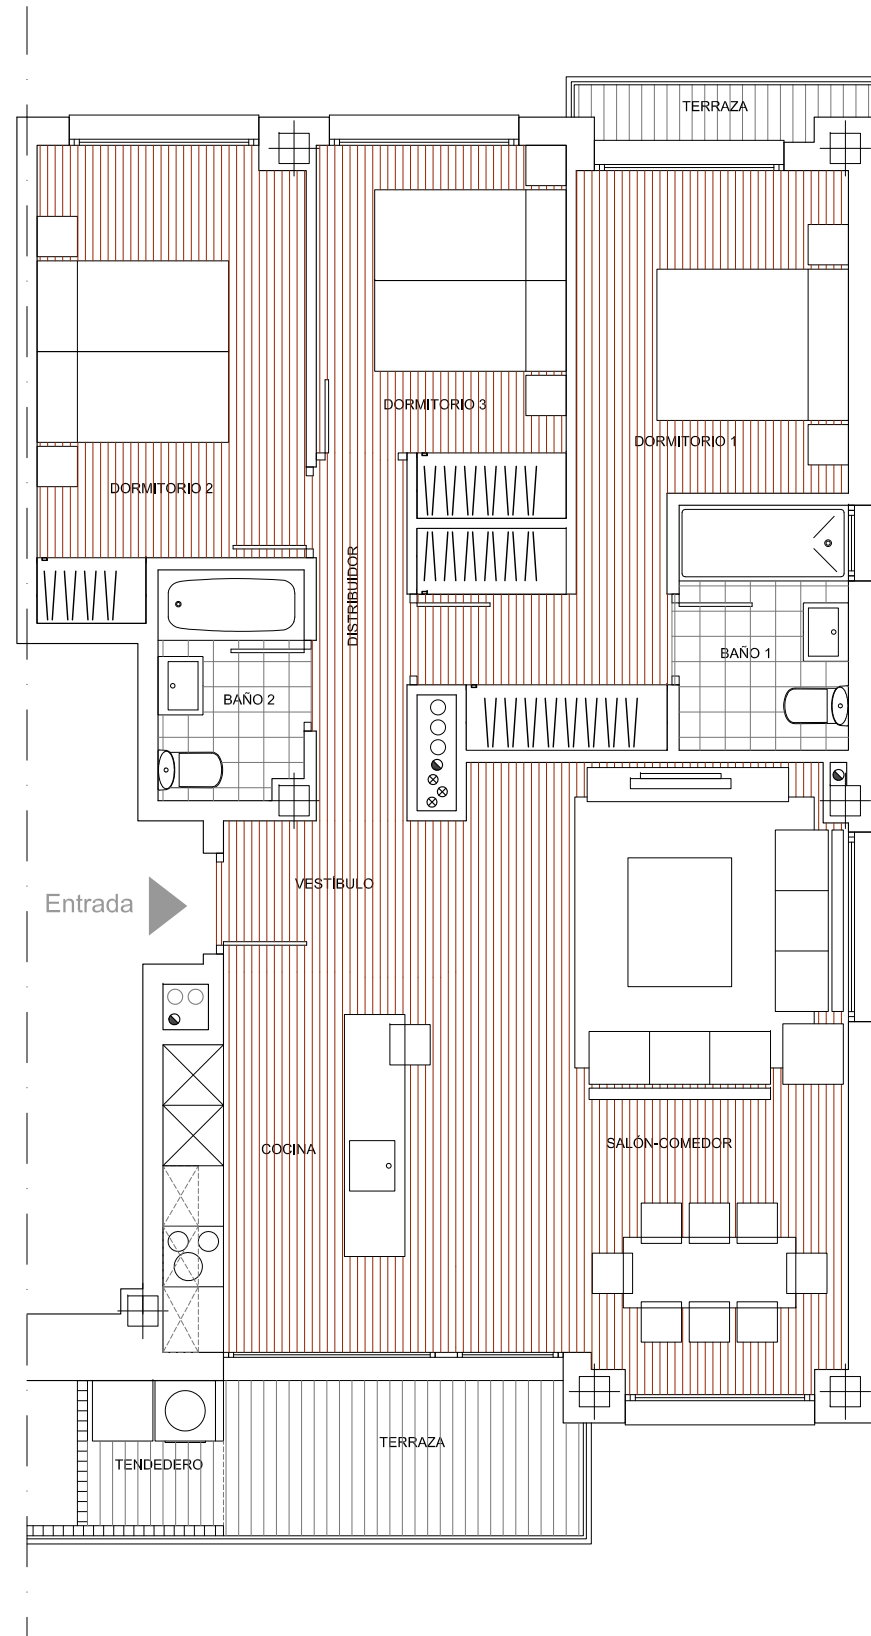 TERRAZA
DORMITORIO 3
DORMITORIO 1
DORMITORIO 2
DISTRIBUIDOR
BAÑO 1
BAÑO 2
VESTÍBULO
Entrada
COCINA
SALÓN-COMEDOR
TERRAZA
TENDEDERO